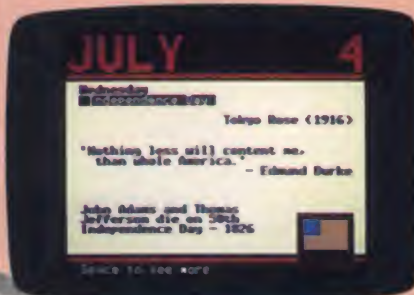 JULY 4
Wednesday
Independence Day
Tokyo Rose (1916)
"Nothing less will content me,
than whole America."
- Edmund Burke
John Adams and Thomas
Jefferson die on 50th
Independence Day - 1826
Space to see more